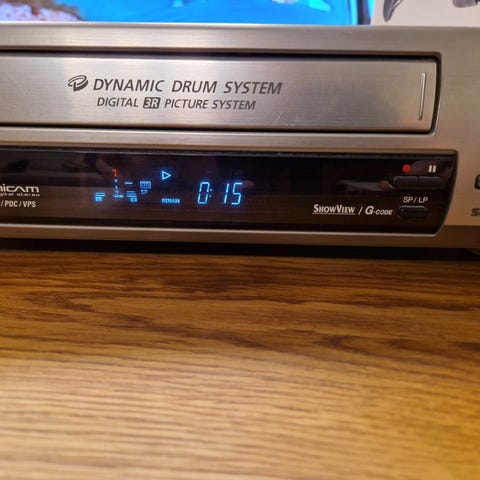 DYNAMIC DRUM SYSTEM
DIGITAL 3R PICTURE SYSTEM
/ PDC / VPS
SP
REMAIN
0:15
SHOWVIEW / G-CODE
SP/LP